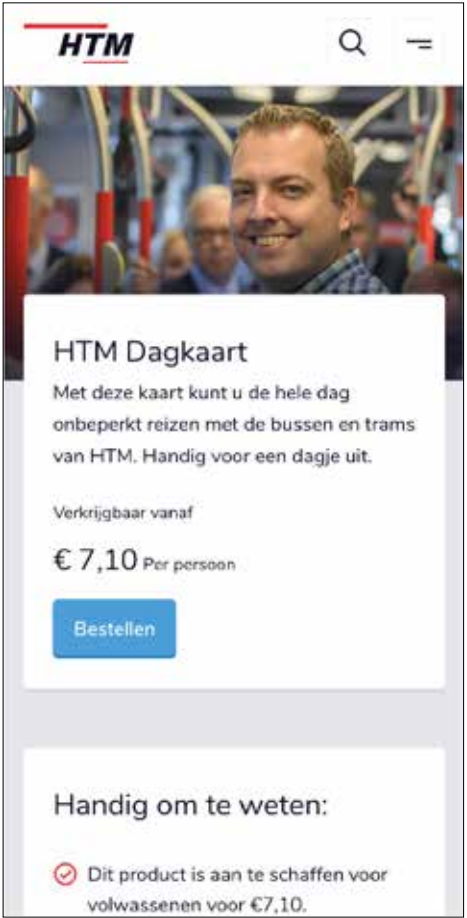 HTM
HTM Dagkaart
Met deze kaart kunt u de hele dag
onbeperkt reizen met de bussen en trams
van HTM. Handig voor een dagje uit.
Verkrijgbaar vanaf
€ 7,10 Per persoon
Bestellen
Handig om te weten:
Dit product is aan te schaffen voor
volwassenen voor €7,10.